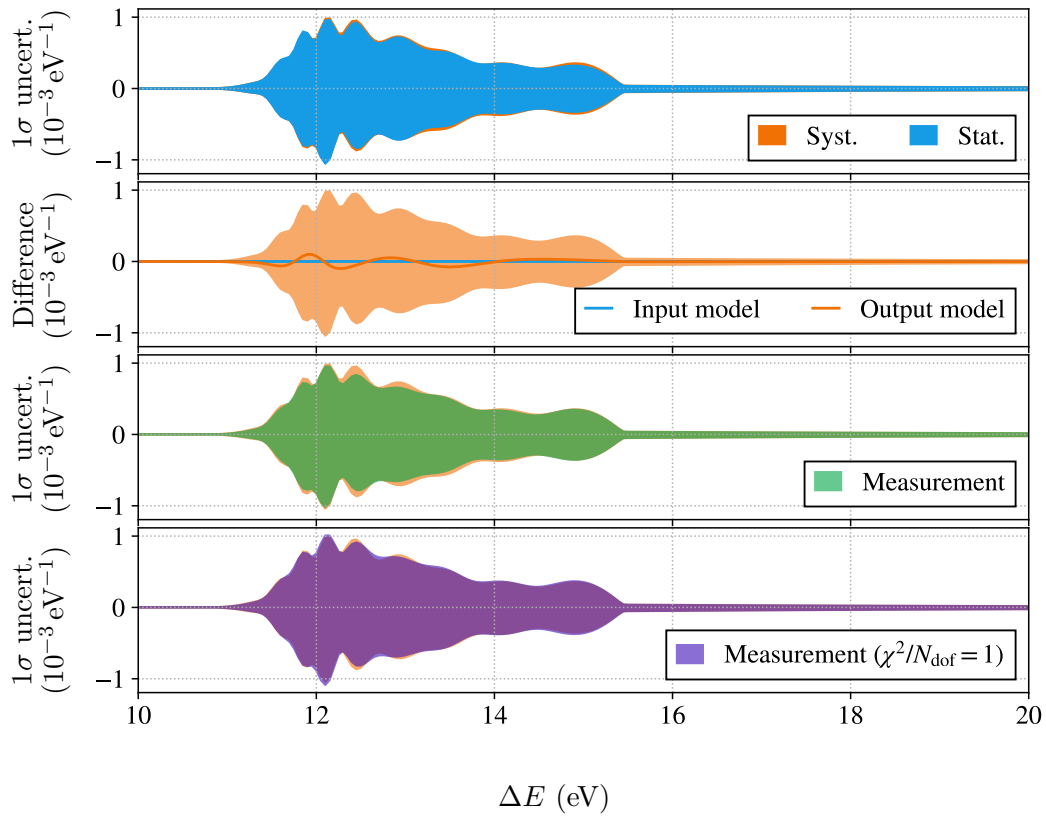 1σ uncert.
(10⁻³ eV⁻¹)
1
0
−1
Syst.
Stat.
Difference
(10⁻³ eV⁻¹)
1
0
−1
Input model
Output model
1σ uncert.
(10⁻³ eV⁻¹)
1
0
−1
Measurement
1σ uncert.
(10⁻³ eV⁻¹)
1
0
−1
Measurement (χ²/N_dof = 1)
10 12 14 16 18 20
ΔE (eV)